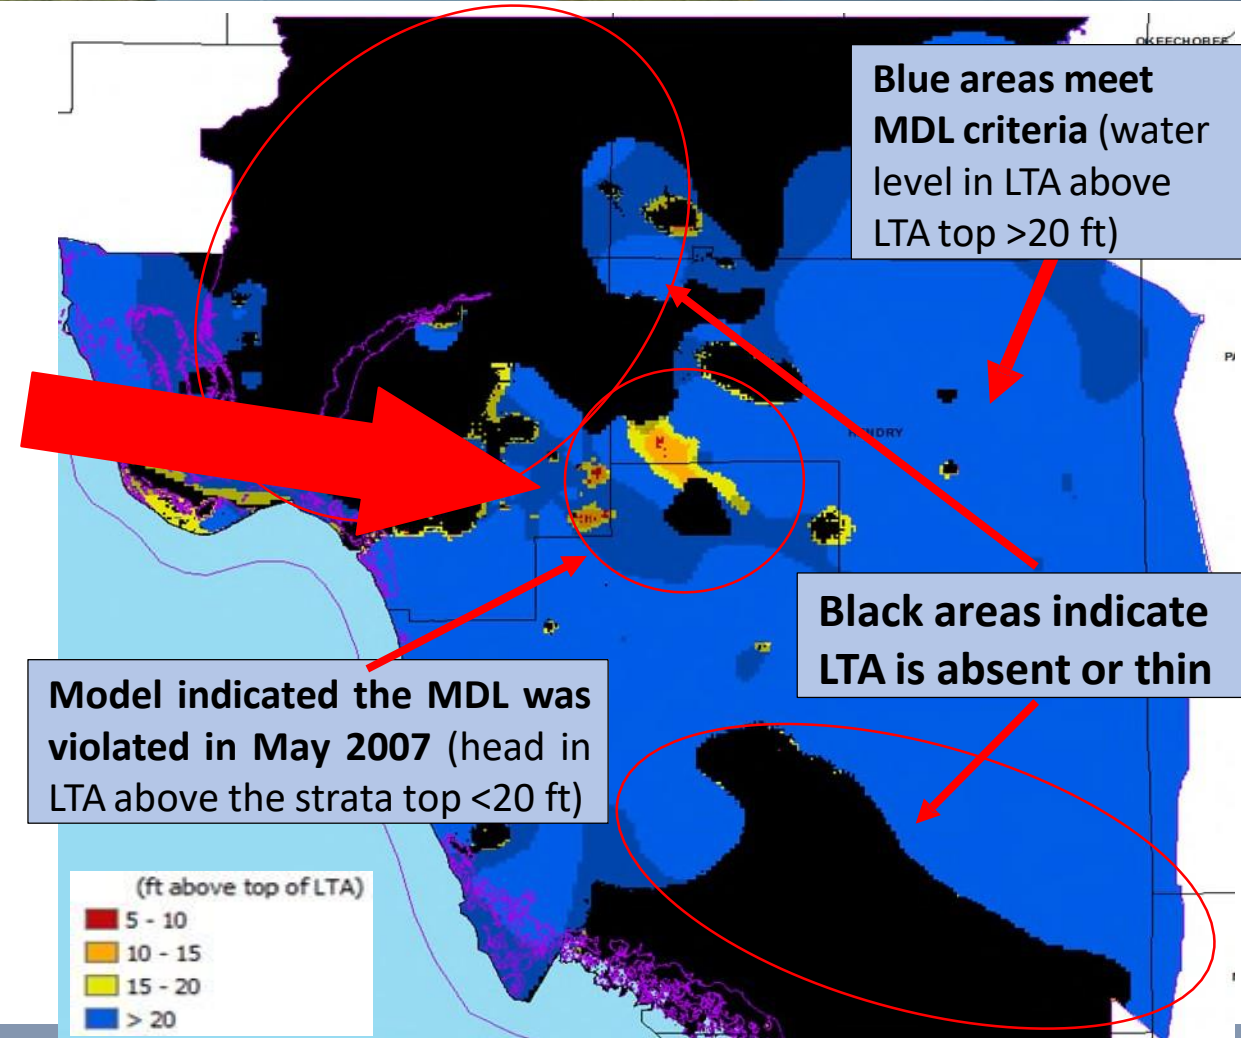 OKEECHOBEE
Blue areas meet
MDL criteria (water
level in LTA above
LTA top >20 ft)
HENDRY
Black areas indicate
LTA is absent or thin
Model indicated the MDL was
violated in May 2007 (head in
LTA above the strata top <20 ft)
(ft above top of LTA)
5 - 10
10 - 15
15 - 20
> 20